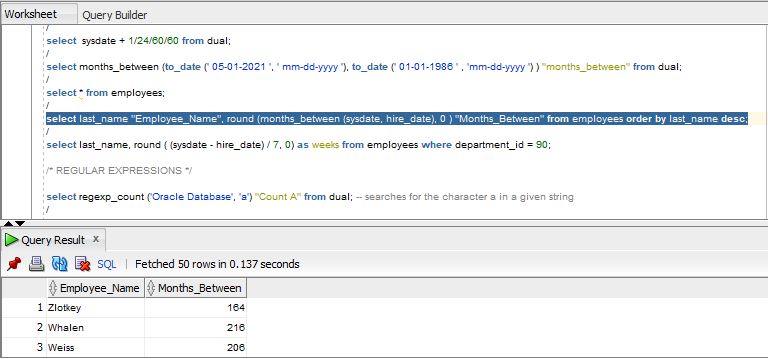 Worksheet Query Builder
/
select sysdate + 1/24/60/60 from dual;
/
select months_between (to_date (' 05-01-2021 ', ' mm-dd-yyyy '), to_date (' 01-01-1986 ' , 'mm-dd-yyyy ') ) "months_between" from dual;
/
select * from employees;
/
select last_name "Employee_Name", round (months_between (sysdate, hire_date), 0 ) "Months_Between" from employees order by last_name desc;
/
select last_name, round ( (sysdate - hire_date) / 7, 0) as weeks from employees where department_id = 90;
/* REGULAR EXPRESSIONS */
select regexp_count ('Oracle Database', 'a') "Count A" from dual; -- searches for the character a in a given string
/
Query Result x
SQL | Fetched 50 rows in 0.137 seconds
Employee_Name Months_Between
1 Zlotkey 164
2 Whalen 216
3 Weiss 206